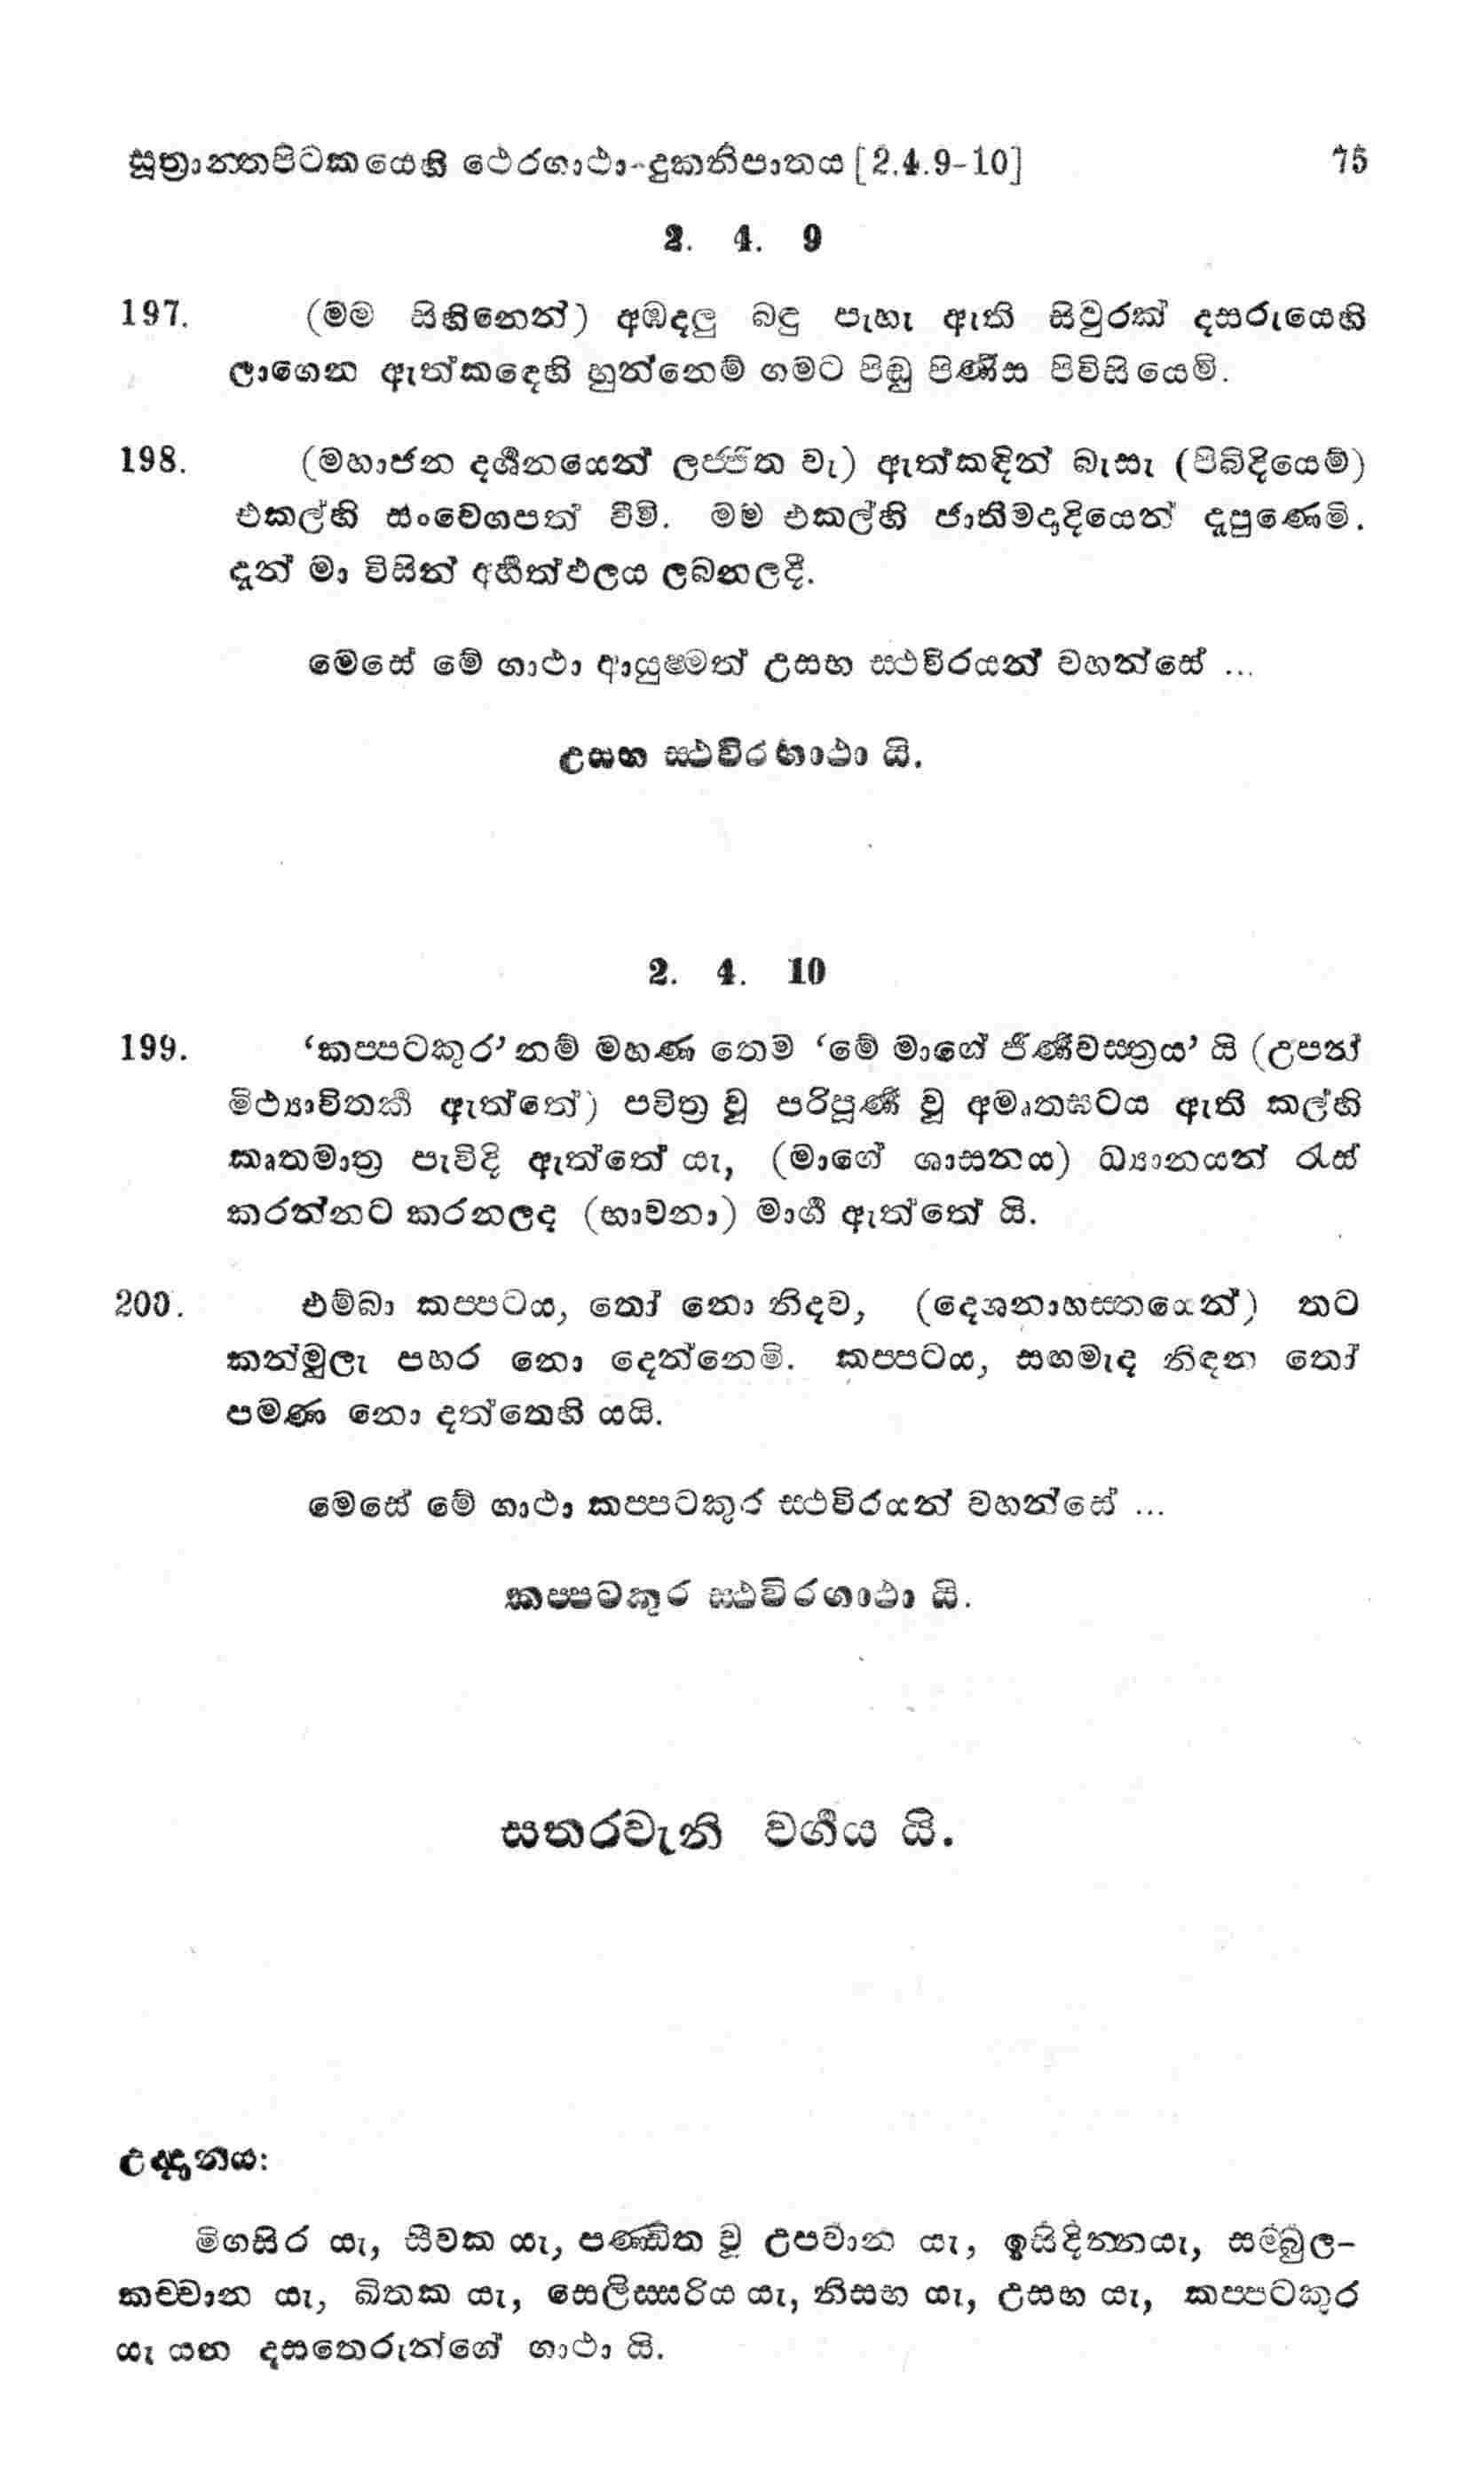 සූත්‍රාන්තපිටකයෙහි ථෙරගාථා-දුකනිපාතය [2.4.9-10] 75
2. 4. 9
197. (මම සිහිනෙන්) අඹදලු බඳු පැහැ ඇති සිවුරක් දසරුයෙහි
ලාගෙන ඇත්කඳෙහි හුන්නෙම් ගමට පිඬු පිණිස පිවිසියෙමි.
198. (මහාජන දර්‍ශනයෙන් ලජ්ජිත වැ) ඇත්කඳින් බැසැ (පිබිදියෙම්)
එකල්හි සංවේගපත් වීමි. මම එකල්හි ජාතිමදාදියෙන් දෘපුණෙමි.
දැන් මා විසින් අර්‍හත්ඵලය ලබනලදී.
මෙසේ මේ ගාථා ආයුෂ්මත් උසභ ස්ථවිරයන් වහන්සේ ...
උසභ ස්ථවිරගාථා යි.
2. 4. 10
199. ‘කප්පටකුර’ නම් මහණ තෙම ‘මේ මාගේ ජීර්‍ණවස්ත්‍රය’ යි (උපන්
මිථ්‍යාවිතර්‍ක ඇත්තේ) පවිත්‍ර වූ පරිපූර්‍ණ වූ අමෘතඝටය ඇති කල්හි
කෘතමාත්‍ර පැවිදි ඇත්තේ යැ, (මාගේ ශාසනය) ධ්‍යානයන් රැස්
කරන්නට කරනලද (භාවනා) මාර්‍ග ඇත්තේ යි.
200. එම්බා කප්පටය, තෝ නො නිදව, (දෙශනාහස්තයෙන්) තට
කන්මුලැ පහර නො දෙන්නෙමි. කප්පටය, සඟමැද නිඳන තෝ
පමණ නො දත්තෙහි යයි.
මෙසේ මේ ගාථා කප්පටකුර ස්ථවිරයන් වහන්සේ ...
කප්පටකුර ස්ථවිරගාථා යි.
සතරවැනි වර්‍ගය යි.
උද්‍දානය:
මිගසිර යැ, සීවක යැ, පණ්ඩිත වූ උපවාන යැ, ඉසිදින්නයැ, සම්බුල-
කච්චාන යැ, ඛිතක යැ, සෙලිස්සරිය යැ, නිසභ යැ, උසභ යැ, කප්පටකුර
යැ යන දසතෙරුන්ගේ ගාථා යි.